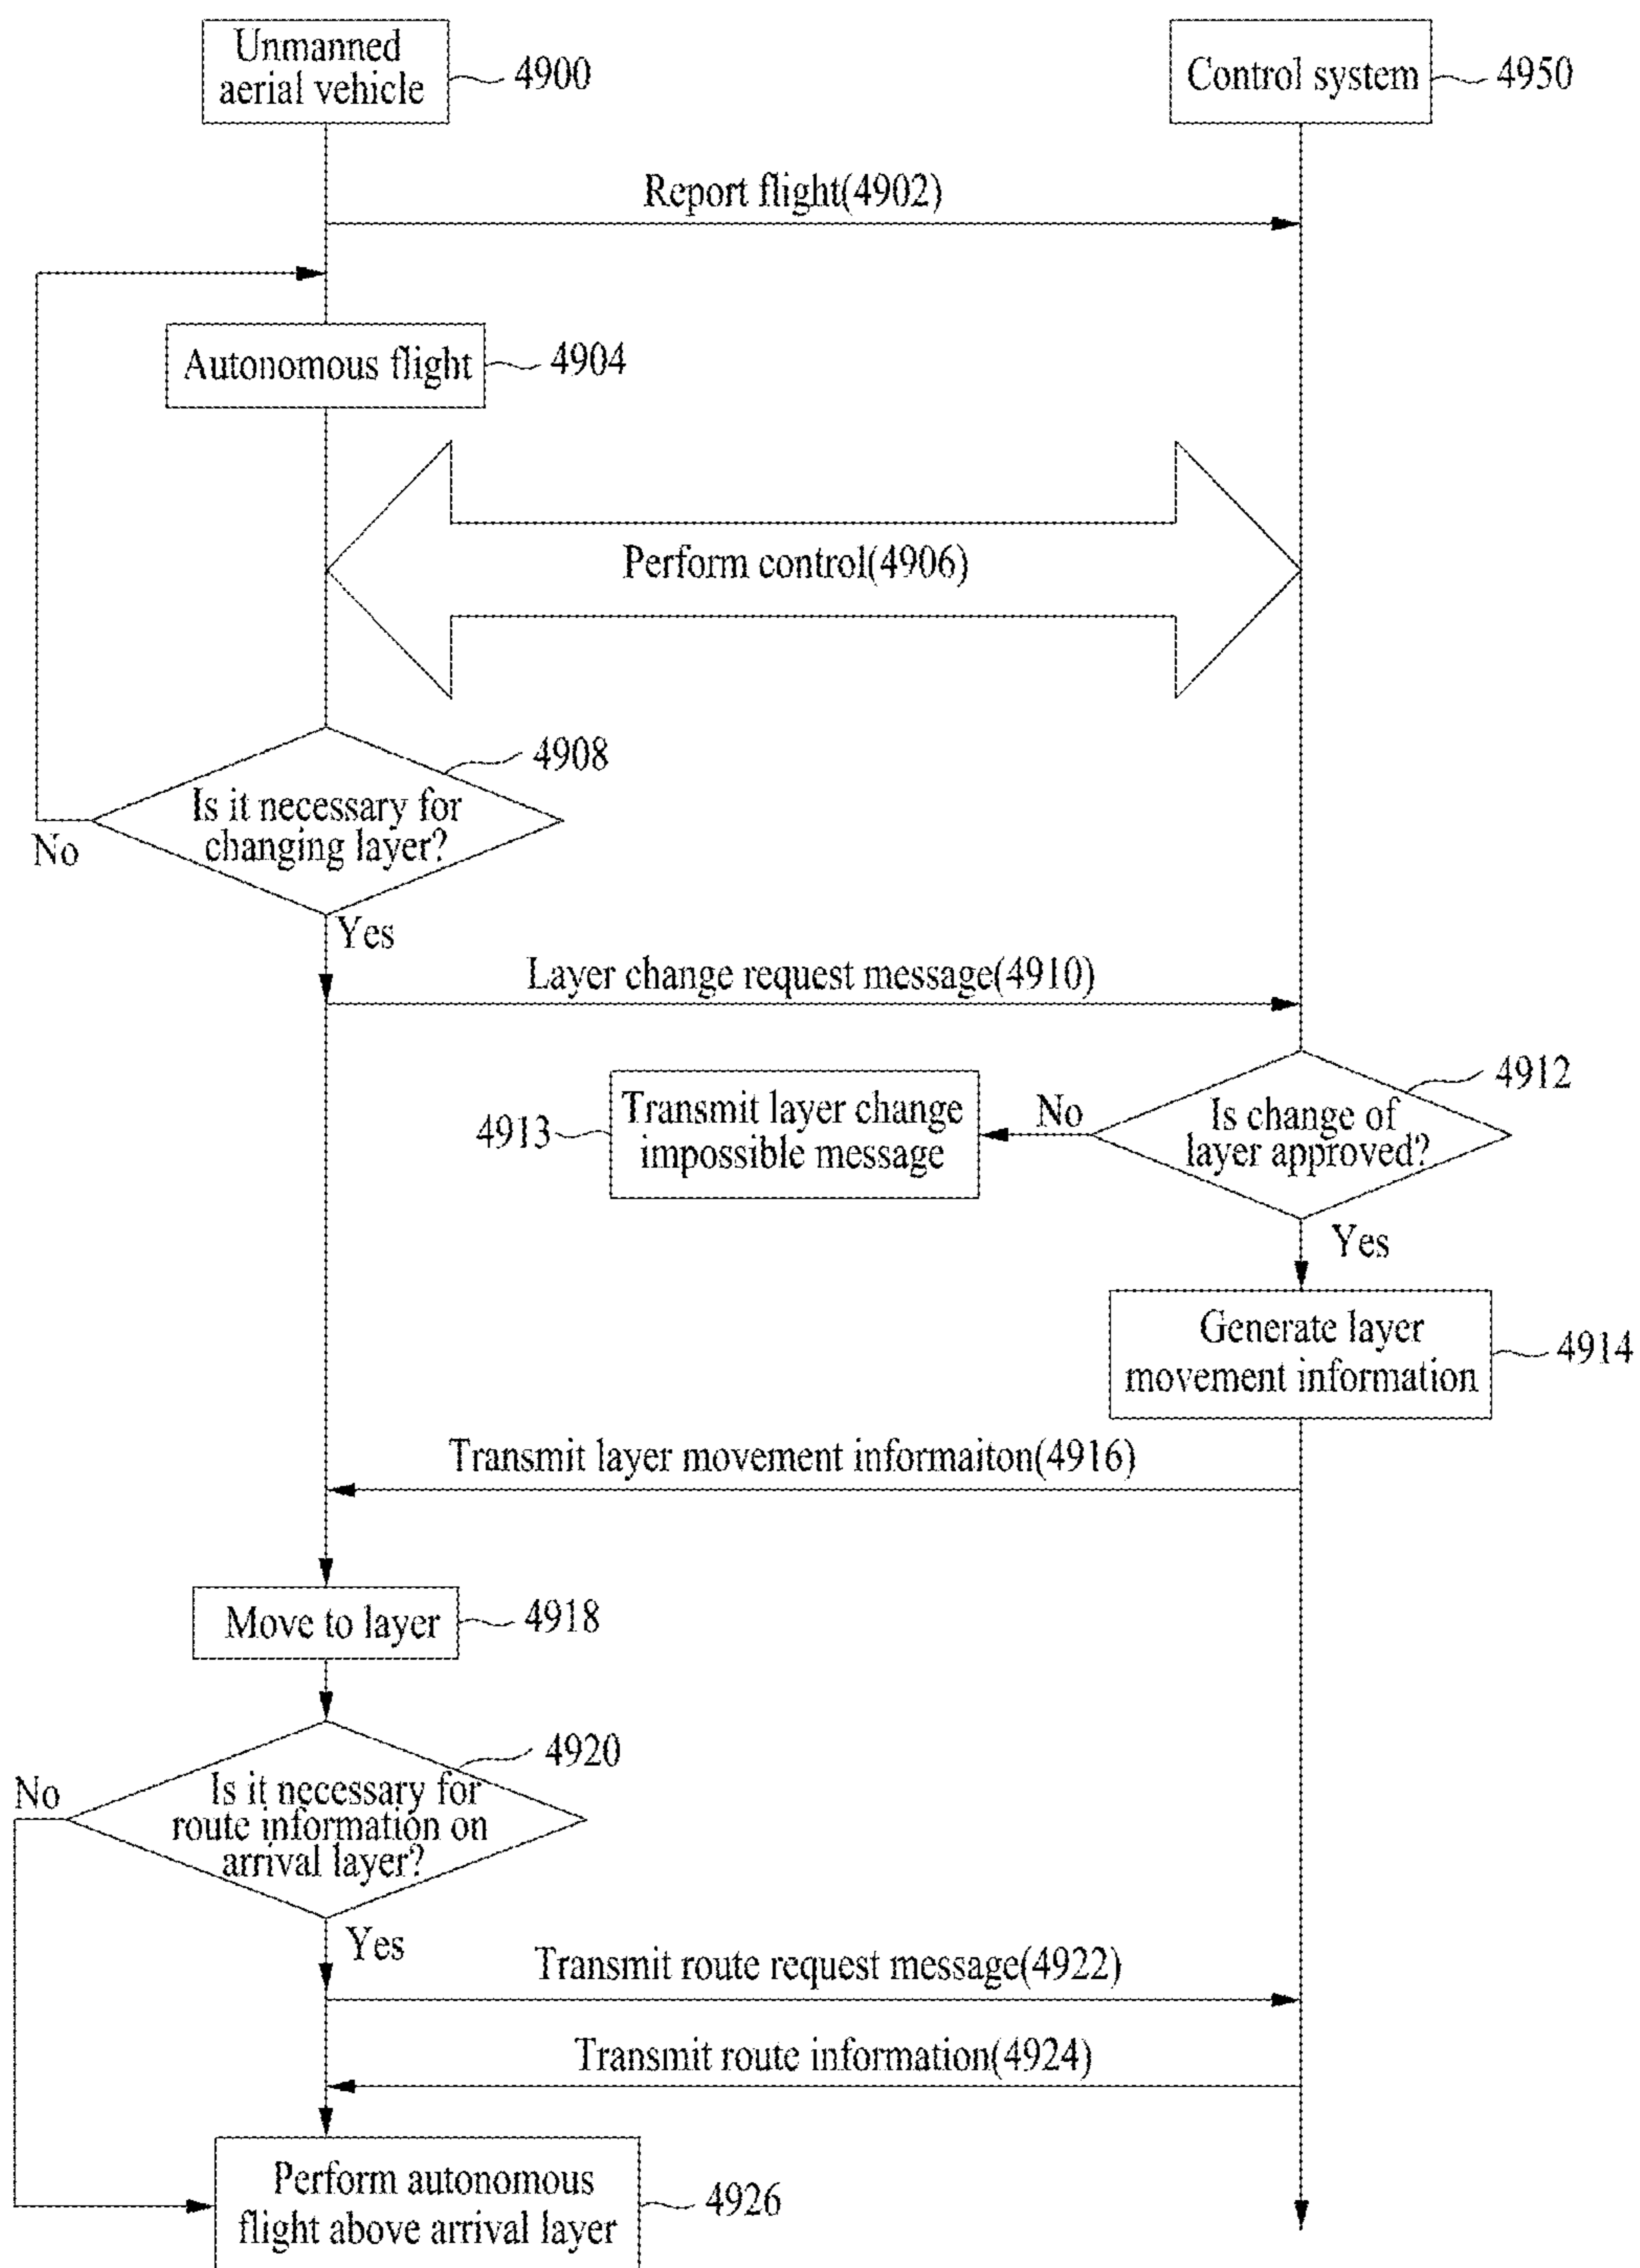 Unmanned
aerial vehicle
4900
Control system
4950
Report flight(4902)
Autonomous flight
4904
Perform control(4906)
4908
Is it necessary for
changing layer?
No
Yes
Layer change request message(4910)
4912
Is change of
layer approved?
No
Transmit layer change
impossible message
4913
Yes
Generate layer
movement information
4914
Transmit layer movement informaiton(4916)
Move to layer
4918
4920
Is it necessary for
route information on
arrival layer?
No
Yes
Transmit route request message(4922)
Transmit route information(4924)
Perform autonomous
flight above arrival layer
4926